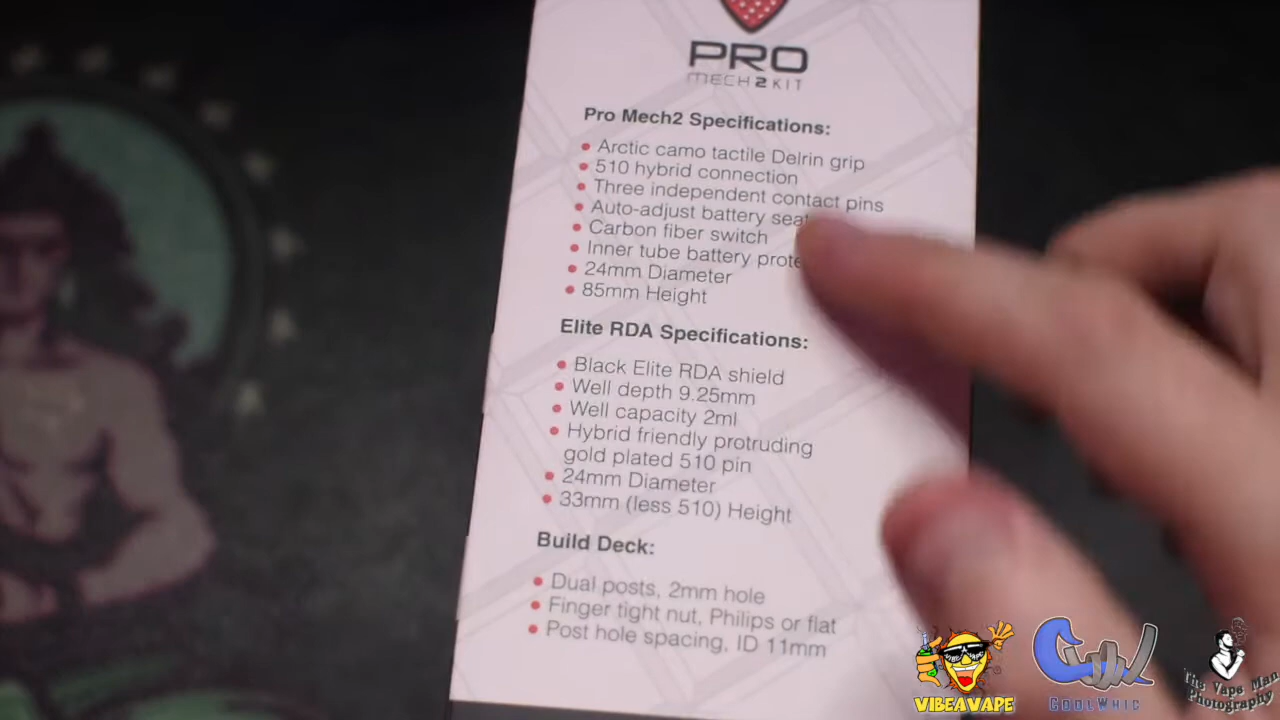 PRO
MECH2KIT
Pro Mech2 Specifications:
Arctic camo tactile Delrin grip
510 hybrid connection
Three independent contact pins
Auto-adjust battery seat
Carbon fiber switch
Inner tube battery prote
24mm Diameter
85mm Height
Elite RDA Specifications:
Black Elite RDA shield
Well depth 9.25mm
Well capacity 2ml
Hybrid friendly protruding
gold plated 510 pin
24mm Diameter
33mm (less 510) Height
Build Deck:
Dual posts, 2mm hole
Finger tight nut, Philips or flat
Post hole spacing, ID 11mm
VIBEAVAPE
COOLWHIC
The Vape Man
Photography